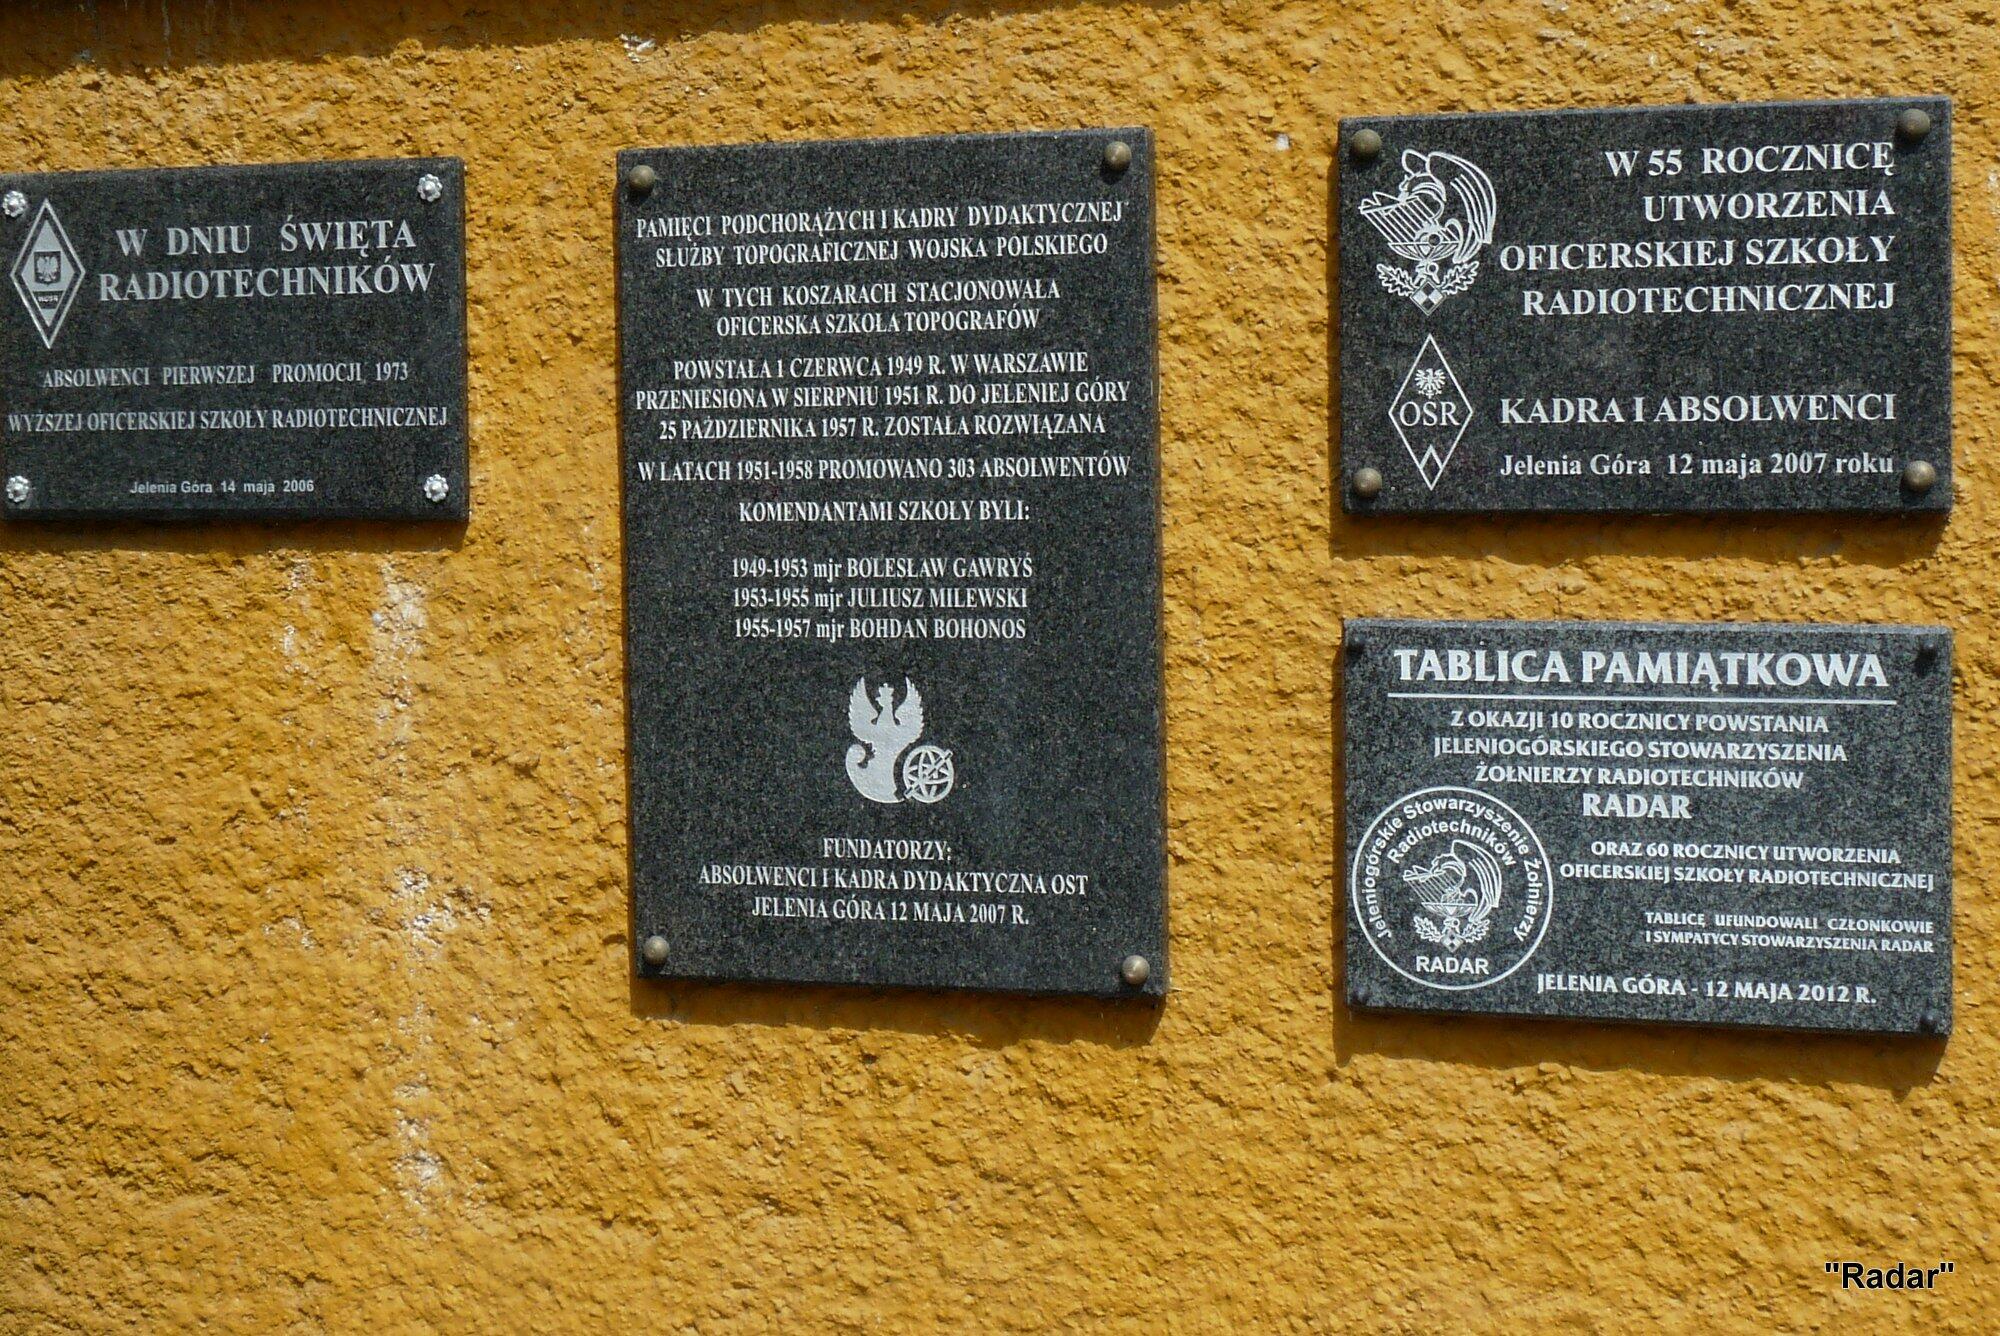 W DNIU ŚWIĘTA
RADIOTECHNIKÓW
ABSOLWENCI PIERWSZEJ PROMOCJI 1973
WYŻSZEJ OFICERSKIEJ SZKOŁY RADIOTECHNICZNEJ
Jelenia Góra 14 maja 2006
PAMIĘCI PODCHORĄŻYCH I KADRY DYDAKTYCZNEJ
SŁUŻBY TOPOGRAFICZNEJ WOJSKA POLSKIEGO
W TYCH KOSZARACH STACJONOWAŁA
OFICERSKA SZKOŁA TOPOGRAFÓW
POWSTAŁA 1 CZERWCA 1949 R. W WARSZAWIE
PRZENIESIONA W SIERPNIU 1951 R. DO JELENIEJ GÓRY
25 PAŹDZIERNIKA 1957 R. ZOSTAŁA ROZWIĄZANA
W LATACH 1951-1958 PROMOWANO 303 ABSOLWENTÓW
KOMENDANTAMI SZKOŁY BYLI:
1949-1953 mjr BOLESŁAW GAWRYŚ
1953-1955 mjr JULIUSZ MILEWSKI
1955-1957 mjr BOHDAN BOHONOS
FUNDATORZY:
ABSOLWENCI I KADRA DYDAKTYCZNA OST
JELENIA GÓRA 12 MAJA 2007 R.
W 55 ROCZNICĘ
UTWORZENIA
OFICERSKIEJ SZKOŁY
RADIOTECHNICZNEJ
OSR
KADRA I ABSOLWENCI
Jelenia Góra 12 maja 2007 roku
TABLICA PAMIĄTKOWA
Z OKAZJI 10 ROCZNICY POWSTANIA
JELENIOGÓRSKIEGO STOWARZYSZENIA
ŻOŁNIERZY RADIOTECHNIKÓW
RADAR
Jeleniogórskie Stowarzyszenie Żołnierzy
Radiotechników
RADAR
ORAZ 60 ROCZNICY UTWORZENIA
OFICERSKIEJ SZKOŁY RADIOTECHNICZNEJ
TABLICĘ UFUNDOWALI CZŁONKOWIE
I SYMPATYCY STOWARZYSZENIA RADAR
JELENIA GÓRA - 12 MAJA 2012 R.
"Radar"